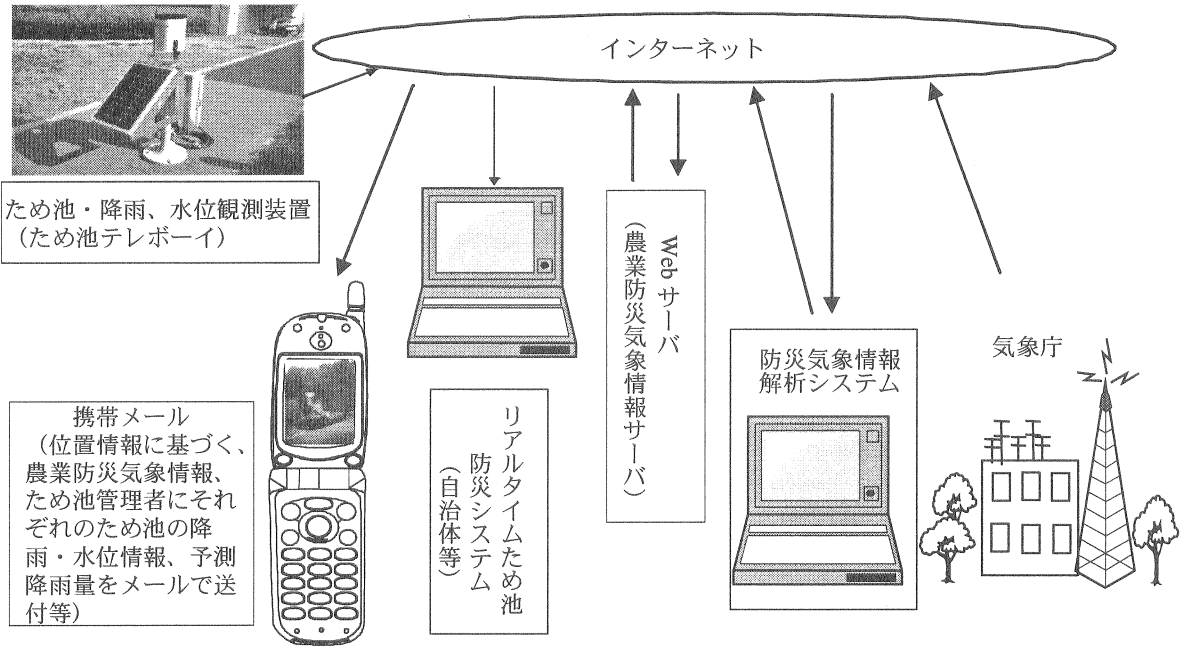 インターネット
ため池・降雨、水位観測装置
(ため池テレボーイ)
携帯メール
(位置情報に基づく、
農業防災気象情報、
ため池管理者にそれ
ぞれのため池の降
雨・水位情報、予測
降雨量をメールで送
付等)
リアルタイムため池
防災システム
(自治体等)
Webサーバ
(農業防災気象情報サーバ)
防災気象情報
解析システム
気象庁